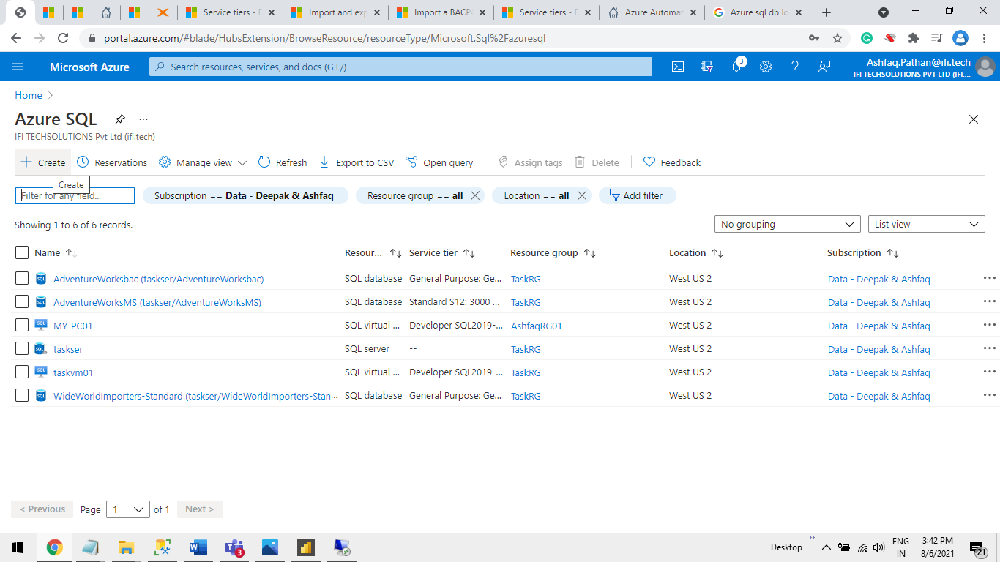 Service tiers - D
Import and exp
Import a BACPA
Service tiers - D
Azure Automat
Azure sql db lo
portal.azure.com/#blade/HubsExtension/BrowseResource/resourceType/Microsoft.Sql%2Fazuresql
Microsoft Azure
Search resources, services, and docs (G+/)
3
Ashfaq.Pathan@ifi.tech
IFI TECHSOLUTIONS PVT LTD (IFI....
Home
Azure SQL
IFI TECHSOLUTIONS Pvt Ltd (ifi.tech)
Create
Reservations
Manage view
Refresh
Export to CSV
Open query
Assign tags
Delete
Feedback
Create
Filter for any field...
Subscription == Data - Deepak & Ashfaq
Resource group == all
Location == all
Add filter
Showing 1 to 6 of 6 records.
No grouping
List view
Name
Resour...
Service tier
Resource group
Location
Subscription
AdventureWorksbac (taskser/AdventureWorksbac) SQL database General Purpose: Ge... TaskRG West US 2 Data - Deepak & Ashfaq
AdventureWorksMS (taskser/AdventureWorksMS) SQL database Standard S12: 3000 ... TaskRG West US 2 Data - Deepak & Ashfaq
MY-PC01 SQL virtual ... Developer SQL2019-... AshfaqRG01 West US 2 Data - Deepak & Ashfaq
taskser SQL server -- TaskRG West US 2 Data - Deepak & Ashfaq
taskvm01 SQL virtual ... Developer SQL2019-... TaskRG West US 2 Data - Deepak & Ashfaq
WideWorldImporters-Standard (taskser/WideWorldImporters-Stan... SQL database General Purpose: Ge... TaskRG West US 2 Data - Deepak & Ashfaq
< Previous
Page
1
of 1
Next >
3
Desktop
ENG
IN
3:42 PM
8/6/2021
21